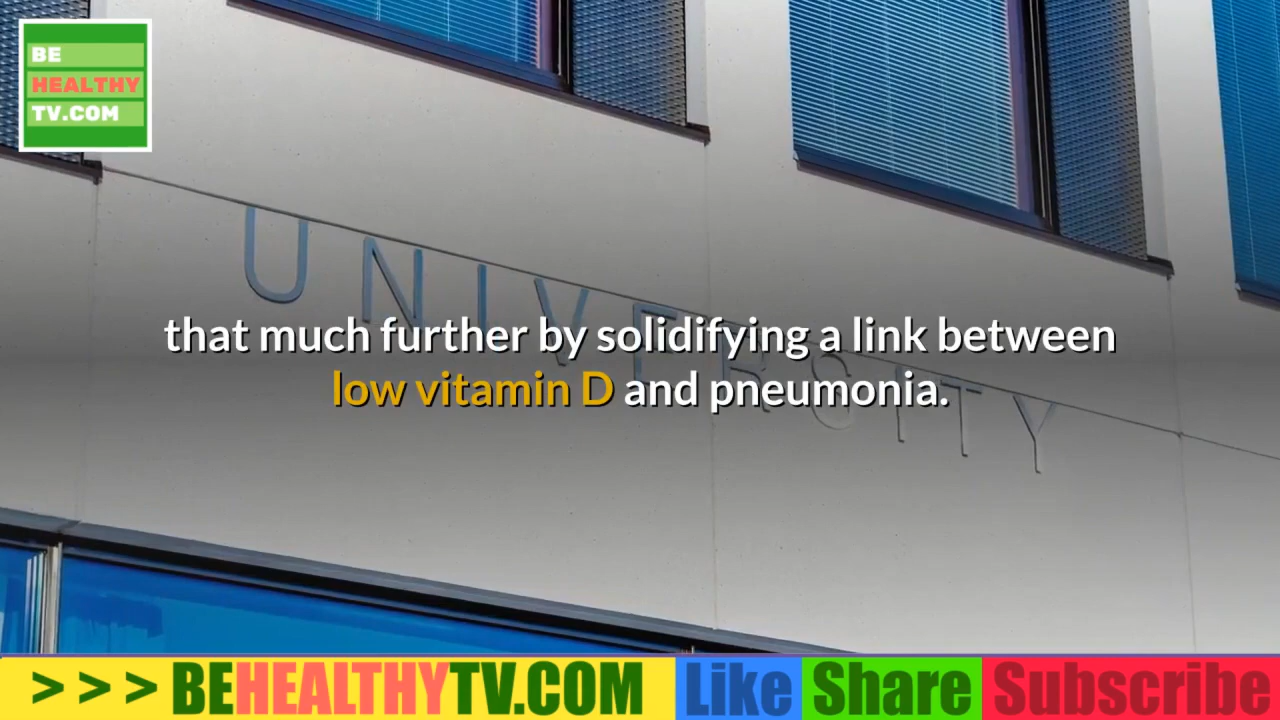 BE
HEALTHY
TV.COM
UNIVERSITY
that much further by solidifying a link between
low vitamin D and pneumonia.
> > > BEHEALTHYTV.COM Like Share Subscribe